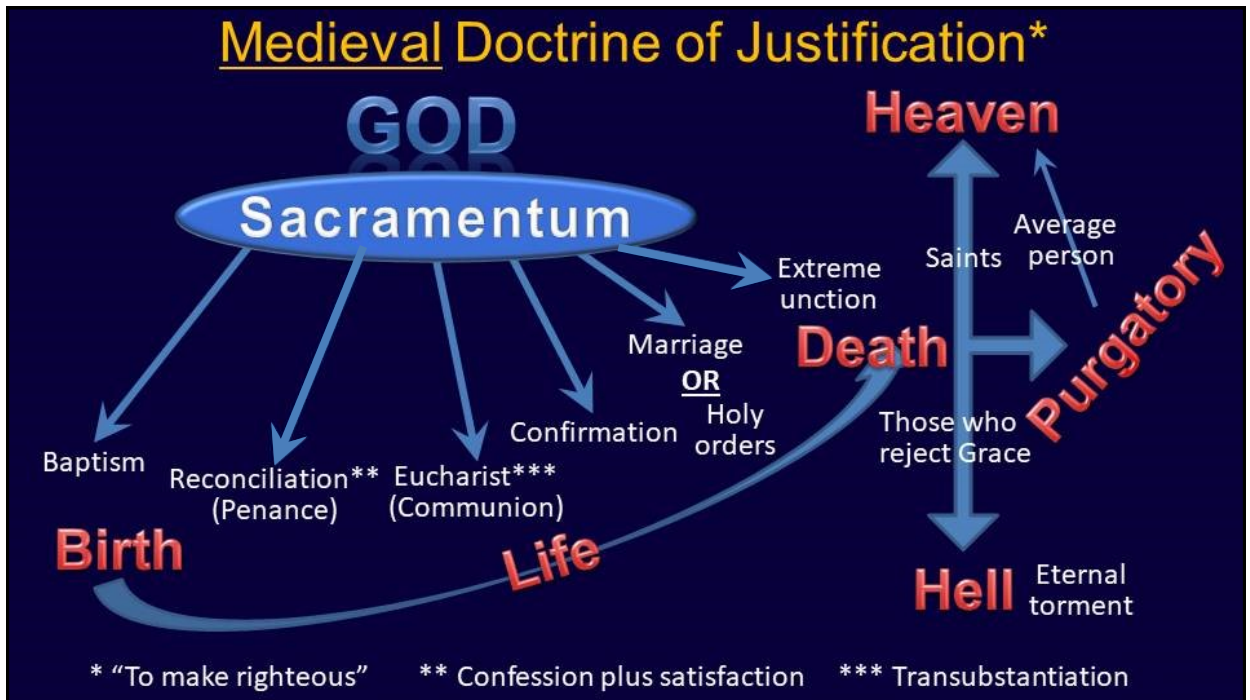 Medieval Doctrine of Justification*
GOD
Sacramentum
Baptism
Reconciliation**
(Penance)
Eucharist***
(Communion)
Confirmation
Marriage
OR
Holy
orders
Extreme
unction
Birth
Life
Death
Heaven
Saints
Average
person
Purgatory
Those who
reject Grace
Hell
Eternal
torment
* “To make righteous”
** Confession plus satisfaction
*** Transubstantiation